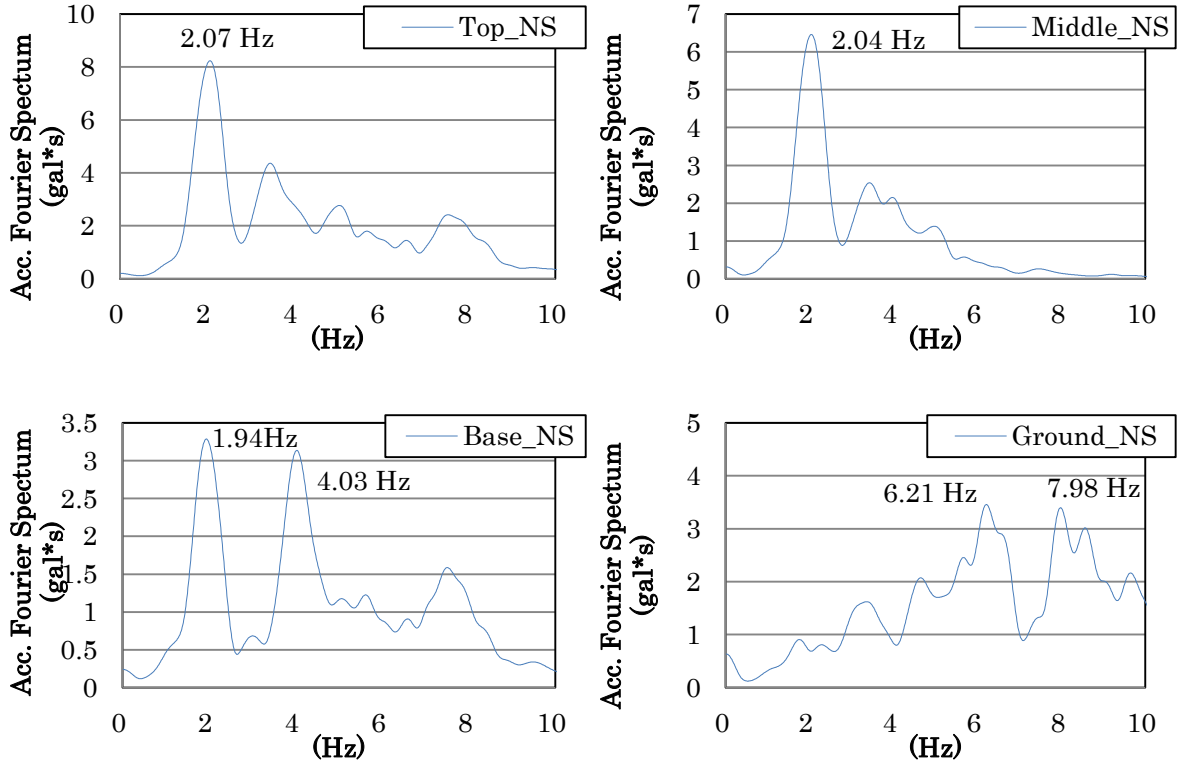 Top_NS
2.07 Hz
Acc. Fourier Spectum
(gal*s)
10
8
6
4
2
0
0 2 4 6 8 10
(Hz)
Middle_NS
2.04 Hz
Acc. Fourier Spectum
(gal*s)
7
6
5
4
3
2
1
0
0 2 4 6 8 10
(Hz)
Base_NS
1.94Hz
4.03 Hz
Acc. Fourier Spectum
(gal*s)
3.5
3
2.5
2
1.5
1
0.5
0
0 2 4 6 8 10
(Hz)
Ground_NS
6.21 Hz
7.98 Hz
Acc. Fourier Spectum
(gal*s)
5
4
3
2
1
0
0 2 4 6 8 10
(Hz)